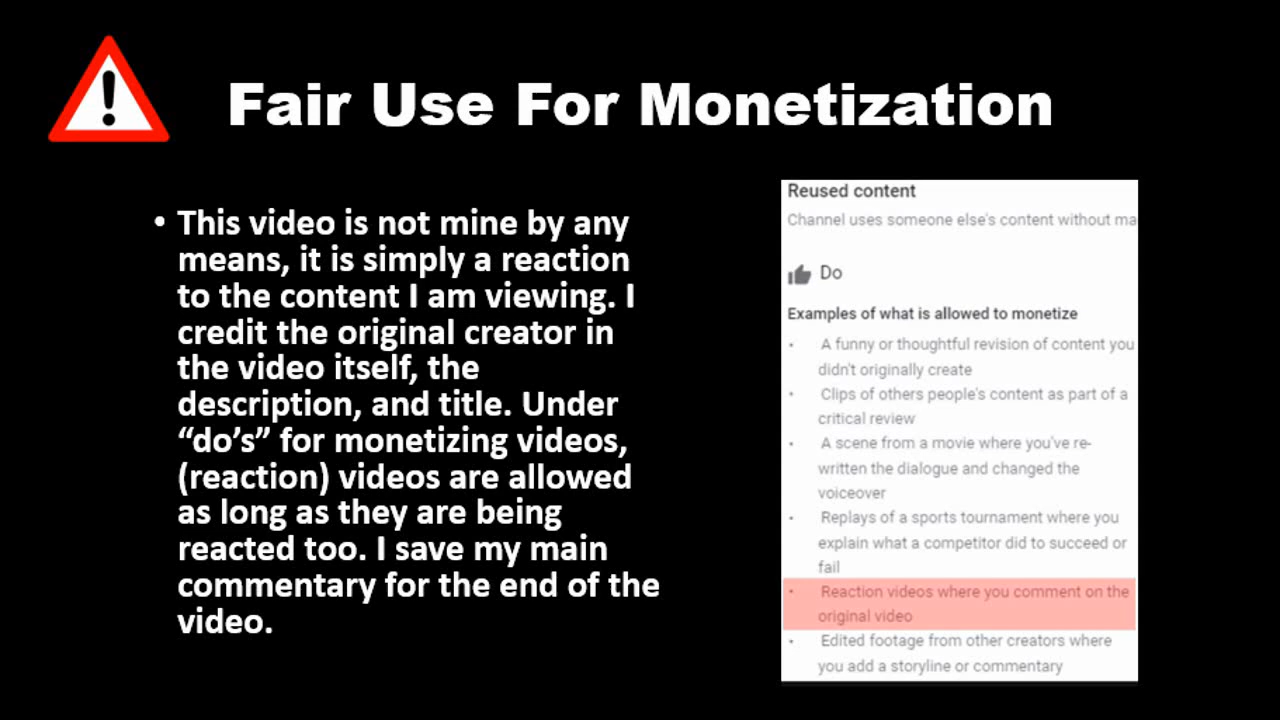 Fair Use For Monetization
• This video is not mine by any
means, it is simply a reaction
to the content I am viewing. I
credit the original creator in
the video itself, the
description, and title. Under
“do’s” for monetizing videos,
(reaction) videos are allowed
as long as they are being
reacted too. I save my main
commentary for the end of the
video.
Reused content
Channel uses someone else's content without ma
Do
Examples of what is allowed to monetize
• A funny or thoughtful revision of content you
didn't originally create
• Clips of others people's content as part of a
critical review
• A scene from a movie where you've re-
written the dialogue and changed the
voiceover
• Replays of a sports tournament where you
explain what a competitor did to succeed or
fail
• Reaction videos where you comment on the
original video
• Edited footage from other creators where
you add a storyline or commentary